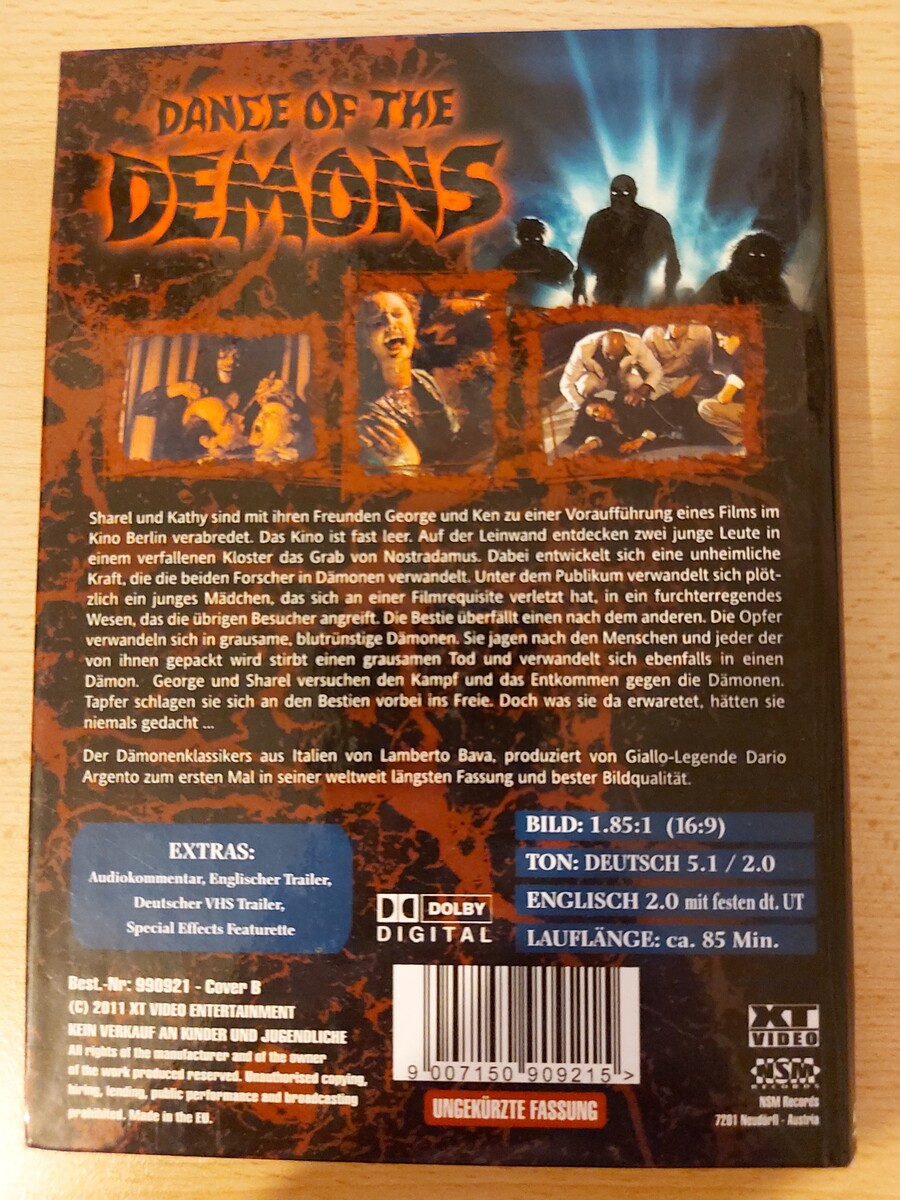 DANCE OF THE
DEMONS
Sharel und Kathy sind mit ihren Freunden George und Ken zu einer Voraufführung eines Films im
Kino Berlin verabredet. Das Kino ist fast leer. Auf der Leinwand entdecken zwei junge Leute in
einem verfallenen Kloster das Grab von Nostradamus. Dabei entwickelt sich eine unheimliche
Kraft, die die beiden Forscher in Dämonen verwandelt. Unter dem Publikum verwandelt sich plöt-
zlich ein junges Mädchen, das sich an einer Filmrequisite verletzt hat, in ein furchterregendes
Wesen, das die übrigen Besucher angreift. Die Bestie überfällt einen nach dem anderen. Die Opfer
verwandeln sich in grausame, blutrünstige Dämonen. Sie jagen nach den Menschen und jeder der
von ihnen gepackt wird stirbt einen grausamen Tod und verwandelt sich ebenfalls in einen
Dämon. George und Sharel versuchen den Kampf und das Entkommen gegen die Dämonen.
Tapfer schlagen sie sich an den Bestien vorbei ins Freie. Doch was sie da erwaretet, hätten sie
niemals gedacht ...
Der Dämonenklassikers aus Italien von Lamberto Bava, produziert von Giallo-Legende Dario
Argento zum ersten Mal in seiner weltweit längsten Fassung und bester Bildqualität.
EXTRAS:
Audiokommentar, Englischer Trailer,
Deutscher VHS Trailer,
Special Effects Featurette
DOLBY
DIGITAL
BILD: 1.85:1 (16:9)
TON: DEUTSCH 5.1 / 2.0
ENGLISCH 2.0 mit festen dt. UT
LAUFLÄNGE: ca. 85 Min.
Best.-Nr: 990921 - Cover B
(C) 2011 XT VIDEO ENTERTAINMENT
KEIN VERKAUF AN KINDER UND JUGENDLICHE
All rights of the manufacturer and of the owner
of the work produced reserved. Unauthorised copying,
hiring, lending, public performance and broadcasting
prohibited. Made in the EU.
9 007150 909215 >
UNGEKÜRZTE FASSUNG
XT
VIDEO
NSM
RECORDS
NSM Records
7201 Neudörfl - Austria